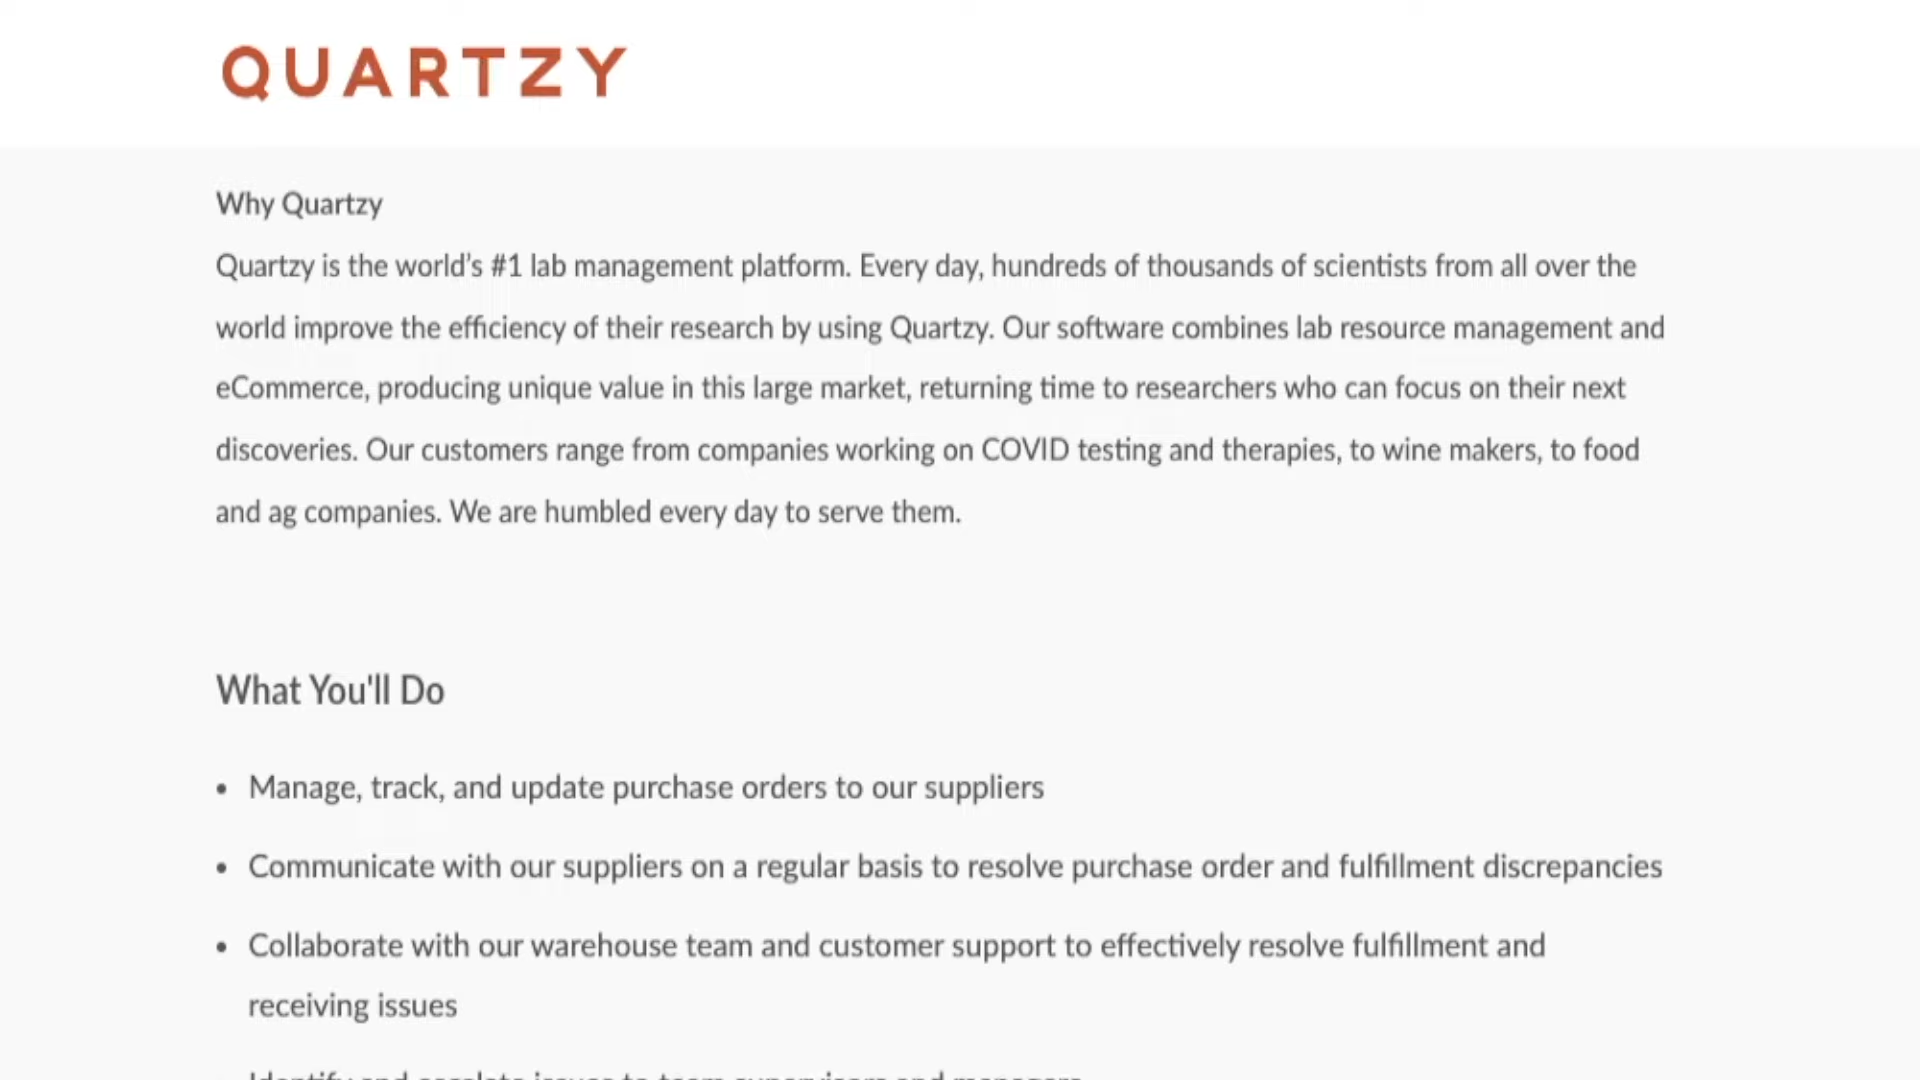 QUARTZY
Why Quartzy
Quartzy is the world’s #1 lab management platform. Every day, hundreds of thousands of scientists from all over the
world improve the efficiency of their research by using Quartzy. Our software combines lab resource management and
eCommerce, producing unique value in this large market, returning time to researchers who can focus on their next
discoveries. Our customers range from companies working on COVID testing and therapies, to wine makers, to food
and ag companies. We are humbled every day to serve them.
What You'll Do
• Manage, track, and update purchase orders to our suppliers
• Communicate with our suppliers on a regular basis to resolve purchase order and fulfillment discrepancies
• Collaborate with our warehouse team and customer support to effectively resolve fulfillment and
receiving issues